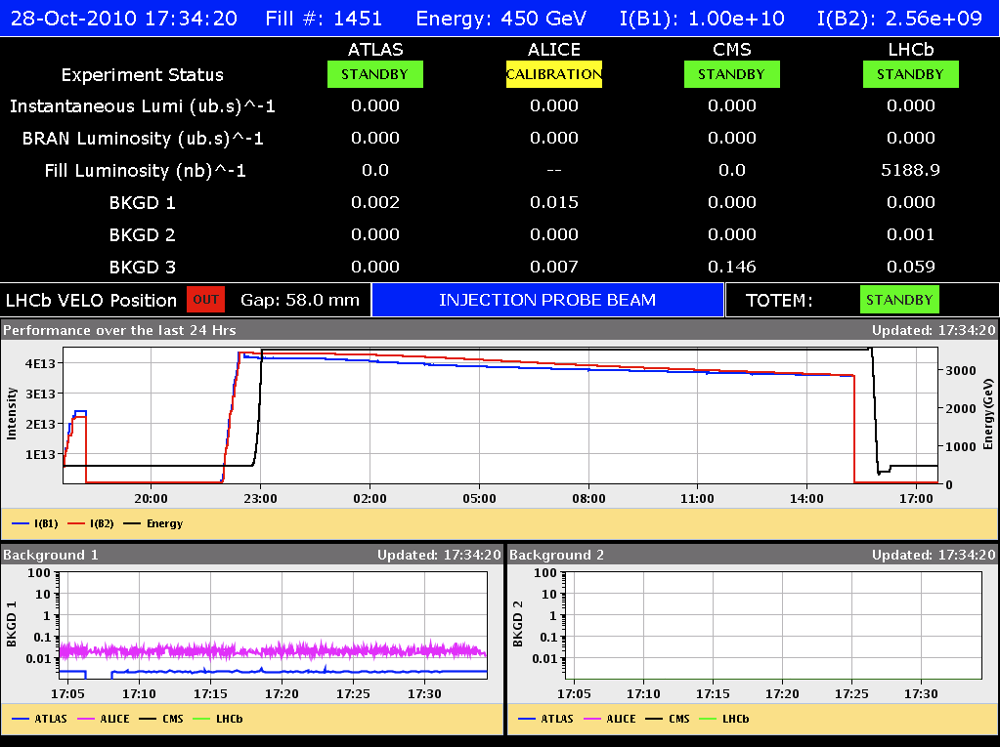 28-Oct-2010 17:34:20 Fill #: 1451 Energy: 450 GeV I(B1): 1.00e+10 I(B2): 2.56e+09
ATLAS ALICE CMS LHCb
Experiment Status STANDBY CALIBRATION STANDBY STANDBY
Instantaneous Lumi (ub.s)^-1 0.000 0.000 0.000 0.000
BRAN Luminosity (ub.s)^-1 0.000 0.000 0.000 0.000
Fill Luminosity (nb)^-1 0.0 -- 0.0 5188.9
BKGD 1 0.002 0.015 0.000 0.000
BKGD 2 0.000 0.000 0.000 0.001
BKGD 3 0.000 0.007 0.146 0.059
LHCb VELO Position OUT Gap: 58.0 mm INJECTION PROBE BEAM TOTEM: STANDBY
Performance over the last 24 Hrs Updated: 17:34:20
Intensity
4E13
3E13
2E13
1E13
3000
2000
1000
0
Energy(GeV)
20:00 23:00 02:00 05:00 08:00 11:00 14:00 17:00
I(B1) I(B2) Energy
Background 1 Updated: 17:34:20
BKGD 1
100
10
1
0.1
0.01
17:05 17:10 17:15 17:20 17:25 17:30
ATLAS ALICE CMS LHCb
Background 2 Updated: 17:34:20
BKGD 2
100
10
1
0.1
0.01
17:05 17:10 17:15 17:20 17:25 17:30
ATLAS ALICE CMS LHCb